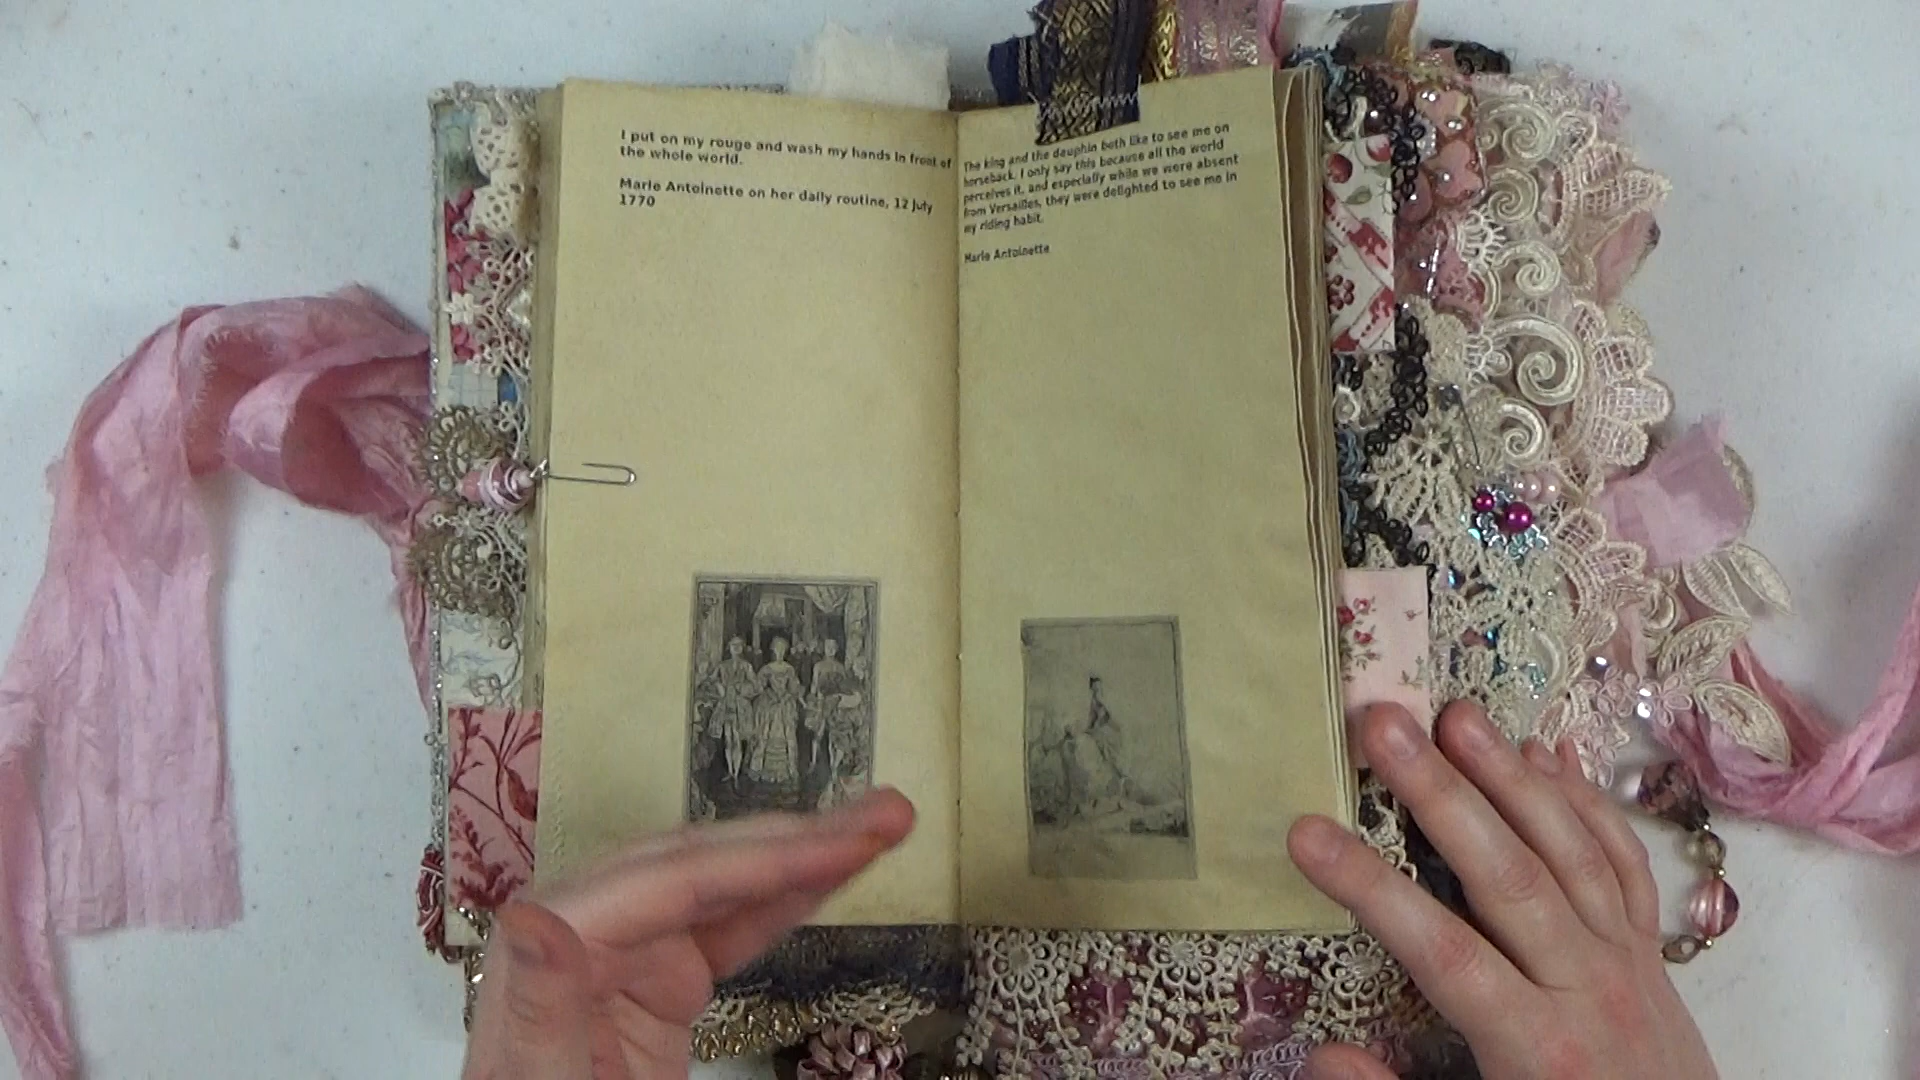 I put on my rouge and wash my hands in front of
the whole world.
Marie Antoinette on her daily routine, 12 July
1770
The king and the dauphin both like to see me on
horseback. I only say this because all the world
perceives it, and especially while we were absent
from Versailles, they were delighted to see me in
my riding habit.
Marie Antoinette